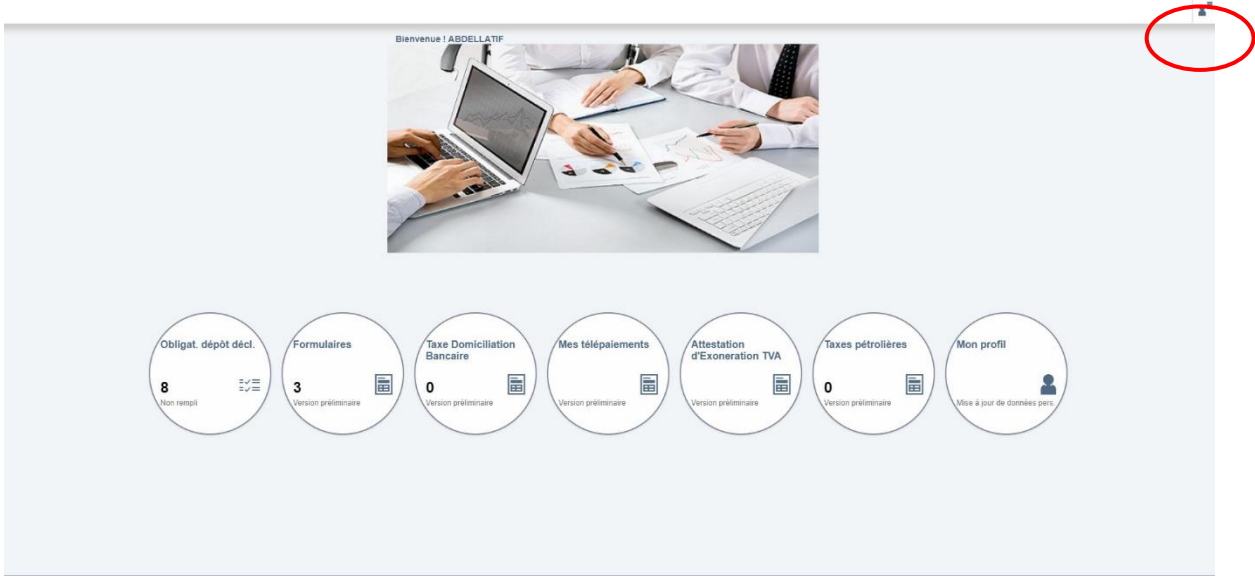 Bienvenue ! ABDELLATIF
Obligat. dépôt décl.
8
Non rempli
Formulaires
3
Version préliminaire
Taxe Domiciliation
Bancaire
0
Version préliminaire
Mes télépaiements
Version préliminaire
Attestation
d'Exoneration TVA
Version préliminaire
Taxes pétrolières
0
Version préliminaire
Mon profil
Mise à jour de données pers.